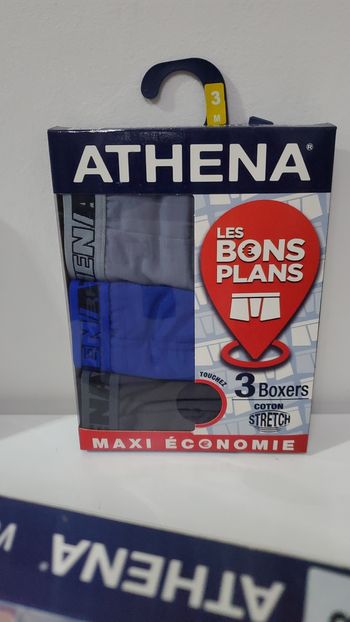 3
M
ATHENA®
LES
BONS
PLANS
TOUCHEZ
3 Boxers
COTON
STRETCH
MAXI ÉCONOMIE
ATHENA